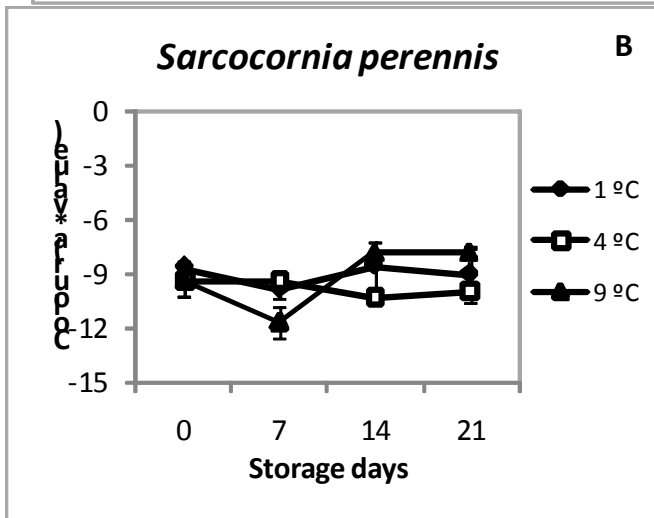 B
Sarcocornia perennis
0
-3
-6
-9
-12
-15
1 ºC
4 ºC
9 ºC
0 7 14 21
Storage days